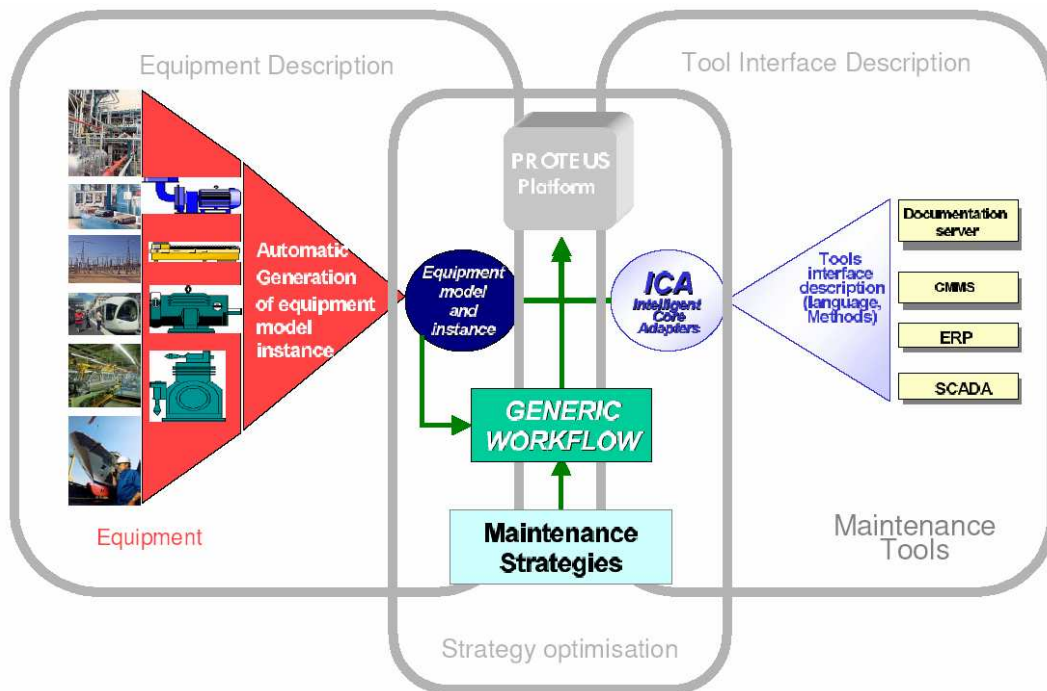 Equipment Description
Tool Interface Description
PROTEUS
Platform
Automatic
Generation
of equipment
model
instance
Equipment
model
and
instance
ICA
Intelligent
Core
Adapters
Tools
interface
description
(language,
Methods)
Documentation
server
CMMS
ERP
SCADA
GENERIC
WORKFLOW
Maintenance
Strategies
Equipment
Maintenance
Tools
Strategy optimisation